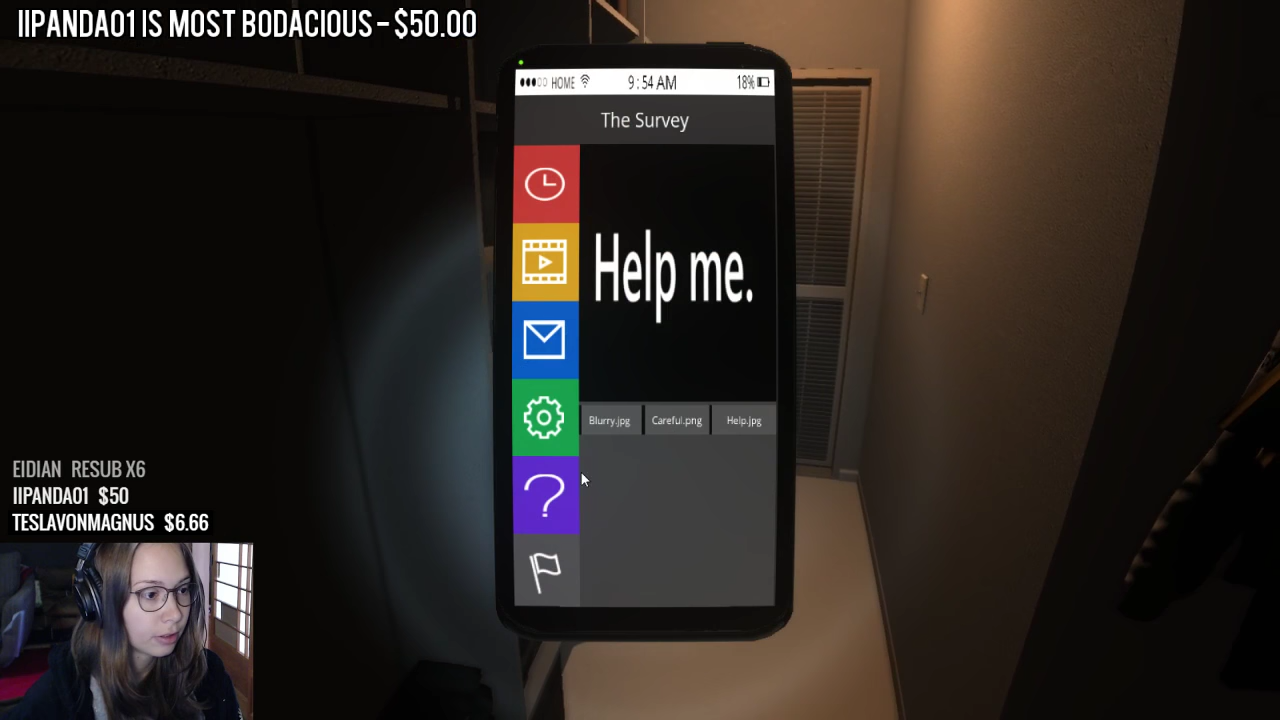 IIPANDA01 IS MOST BODACIOUS - $50.00
HOME 9:54 AM 18%
The Survey
Help me.
Blurry.jpg Careful.png Help.jpg
EIDIAN RESUB X6
IIPANDA01 $50
TESLAVONMAGNUS $6.66